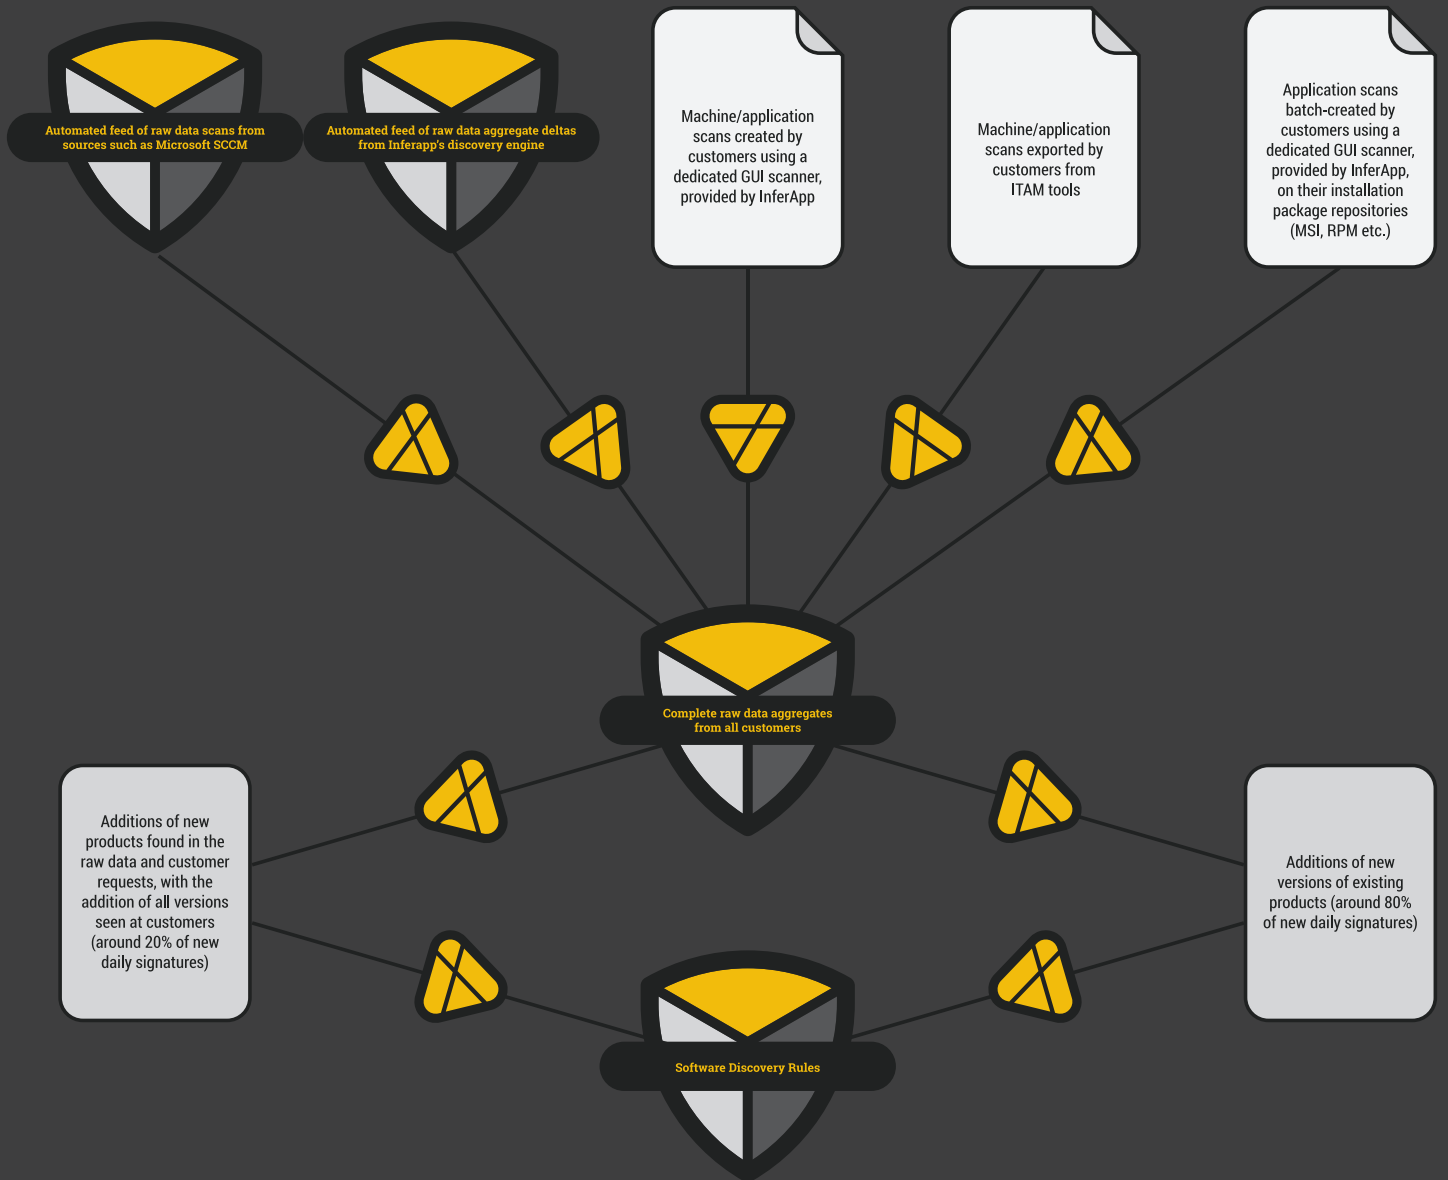 Automated feed of raw data scans from
sources such as Microsoft SCCM
Automated feed of raw data aggregate deltas
from Inferapp's discovery engine
Machine/application
scans created by
customers using a
dedicated GUI scanner,
provided by InferApp
Machine/application
scans exported by
customers from
ITAM tools
Application scans
batch-created by
customers using a
dedicated GUI scanner,
provided by InferApp,
on their installation
package repositories
(MSI, RPM etc.)
Complete raw data aggregates
from all customers
Additions of new
products found in the
raw data and customer
requests, with the
addition of all versions
seen at customers
(around 20% of new
daily signatures)
Additions of new
versions of existing
products (around 80%
of new daily signatures)
Software Discovery Rules